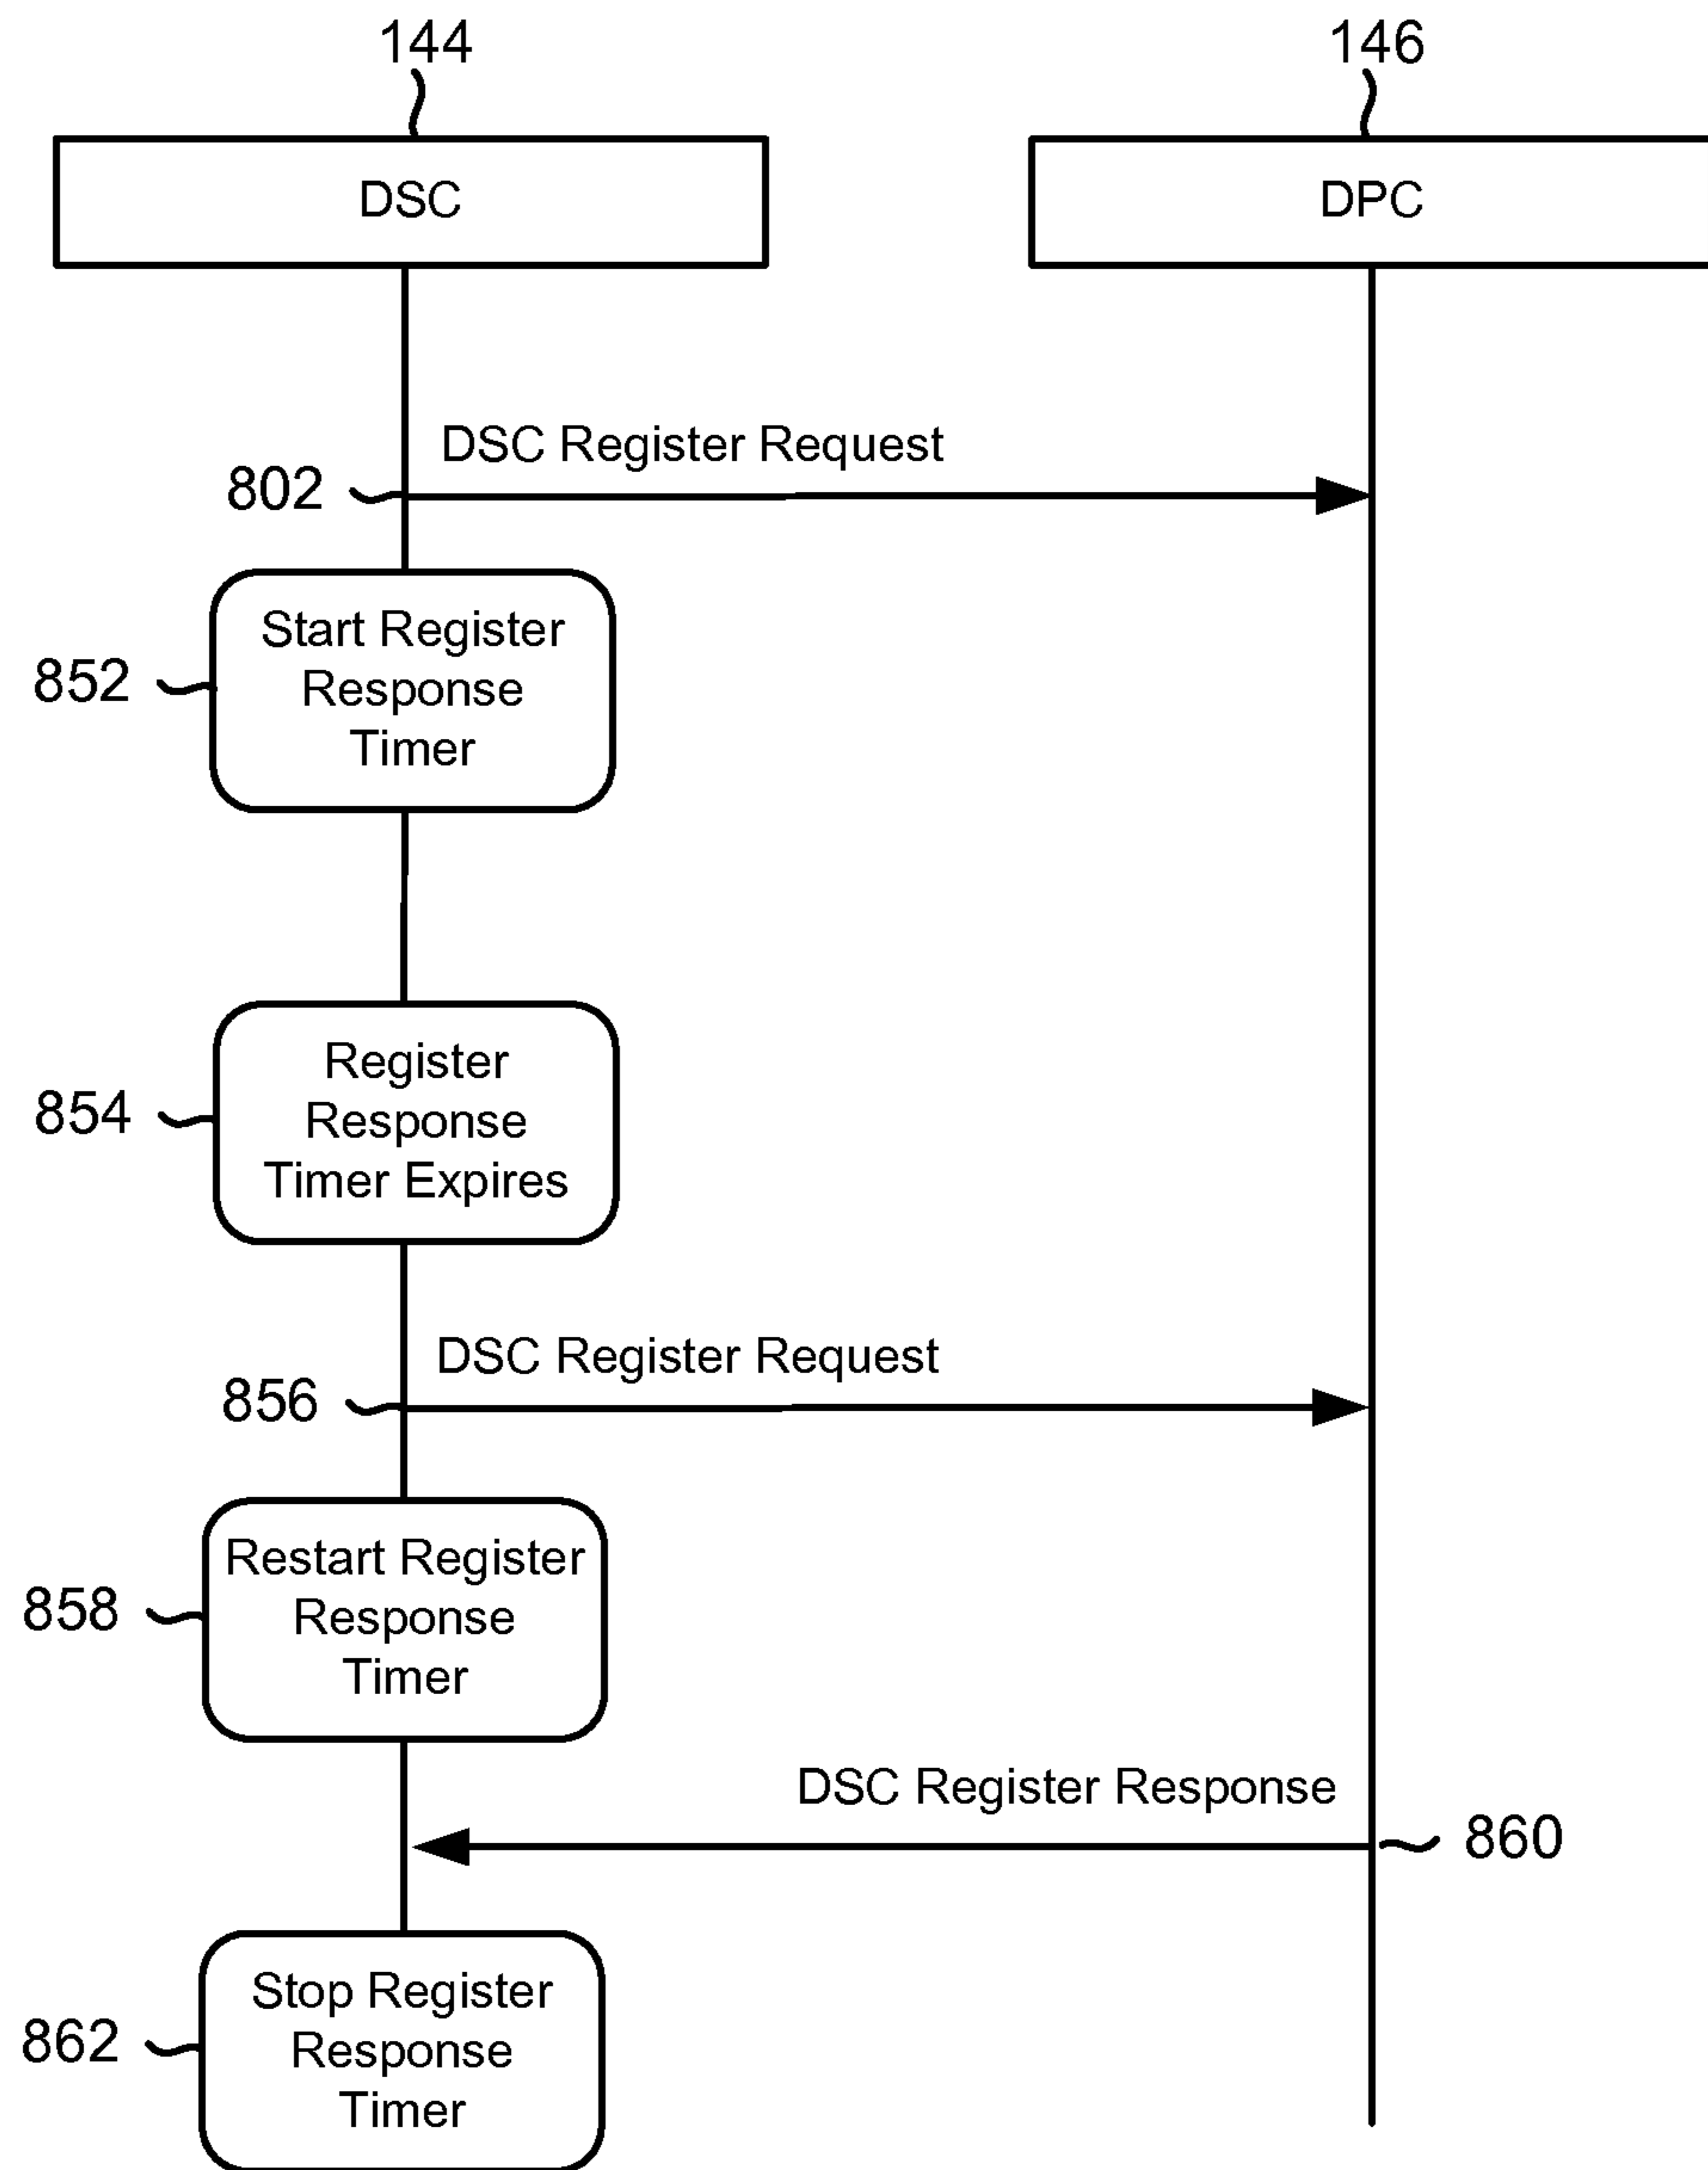 144
146
DSC
DPC
DSC Register Request
802
Start Register
Response
Timer
852
Register
Response
Timer Expires
854
DSC Register Request
856
Restart Register
Response
Timer
858
DSC Register Response
860
Stop Register
Response
Timer
862